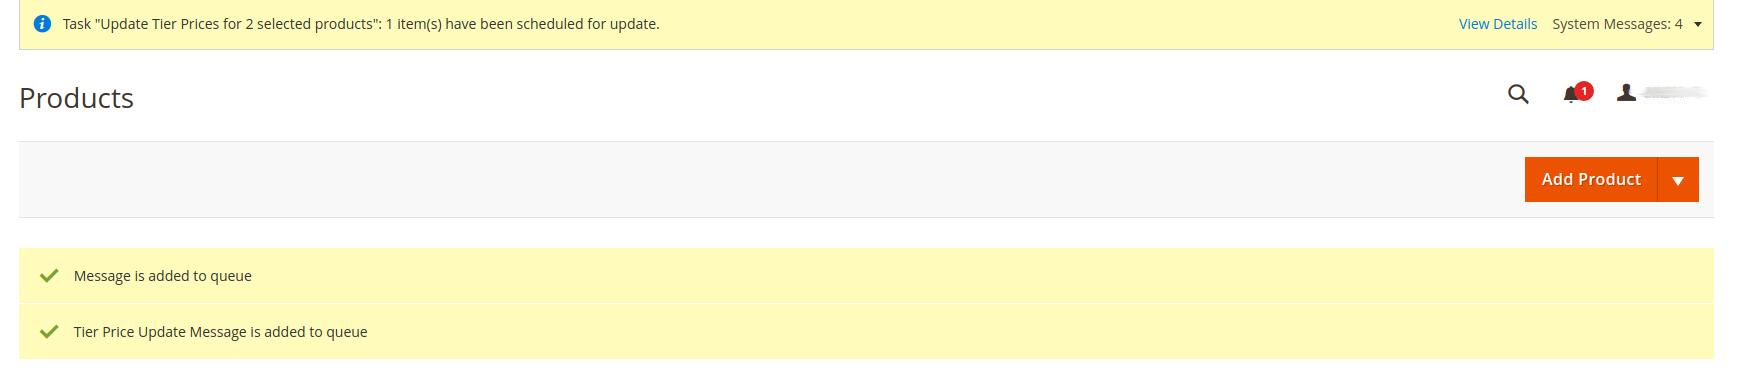 Task "Update Tier Prices for 2 selected products": 1 item(s) have been scheduled for update.
View Details System Messages: 4
Products
1
Add Product
Message is added to queue
Tier Price Update Message is added to queue